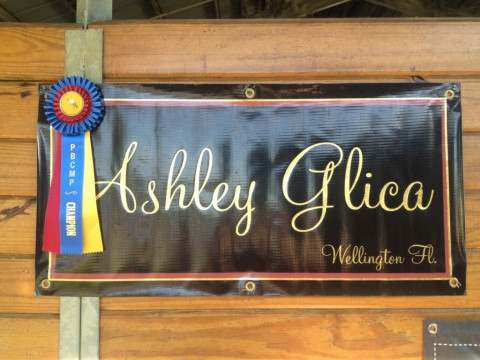 Ashley Glica
Wellington Fl.
PBCMP
CHAMPION